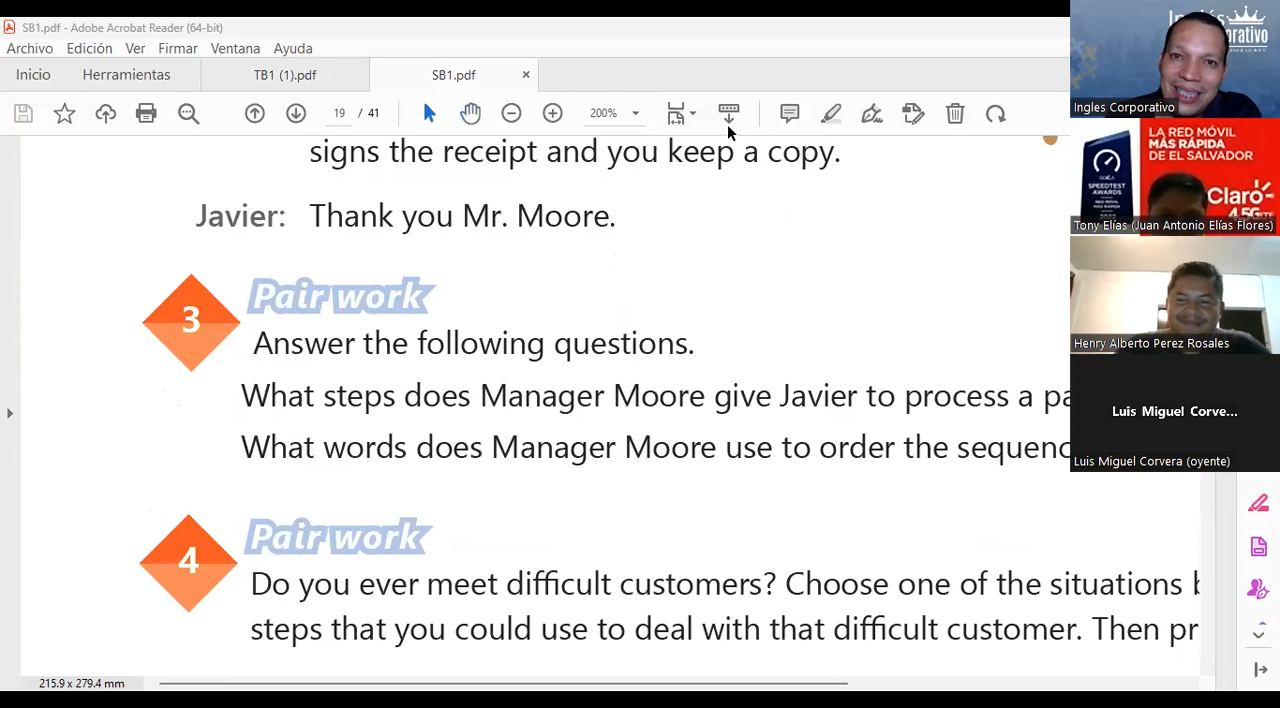 SB1.pdf - Adobe Acrobat Reader (64-bit)
Archivo Edición Ver Firmar Ventana Ayuda
Inicio Herramientas TB1 (1).pdf SB1.pdf ×
19 / 41 200%
signs the receipt and you keep a copy.
Javier: Thank you Mr. Moore.
3 Pair work
Answer the following questions.
What steps does Manager Moore give Javier to process a pa
What words does Manager Moore use to order the sequenc
4 Pair work
Do you ever meet difficult customers? Choose one of the situations b
steps that you could use to deal with that difficult customer. Then pr
215.9 x 279.4 mm
Ingles Corporativo
LA RED MÓVIL
MÁS RÁPIDA
DE EL SALVADOR
SPEEDTEST
AWARDS
Claro
4.5G
Tony Elías (Juan Antonio Elías Flores)
Henry Alberto Perez Rosales
Luis Miguel Corve...
Luis Miguel Corvera (oyente)